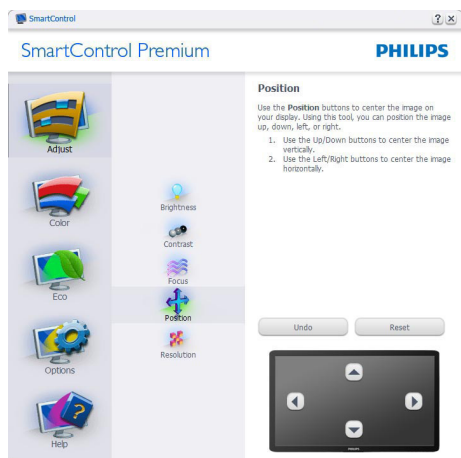 SmartControl
SmartControl Premium
PHILIPS
Adjust
Color
Eco
Options
Help
Brightness
Contrast
Focus
Position
Resolution
Position
Use the Position buttons to center the image on
your display. Using this tool, you can position the image
up, down, left, or right.
1. Use the Up/Down buttons to center the image
vertically.
2. Use the Left/Right buttons to center the image
horizontally.
Undo
Reset
PHILIPS